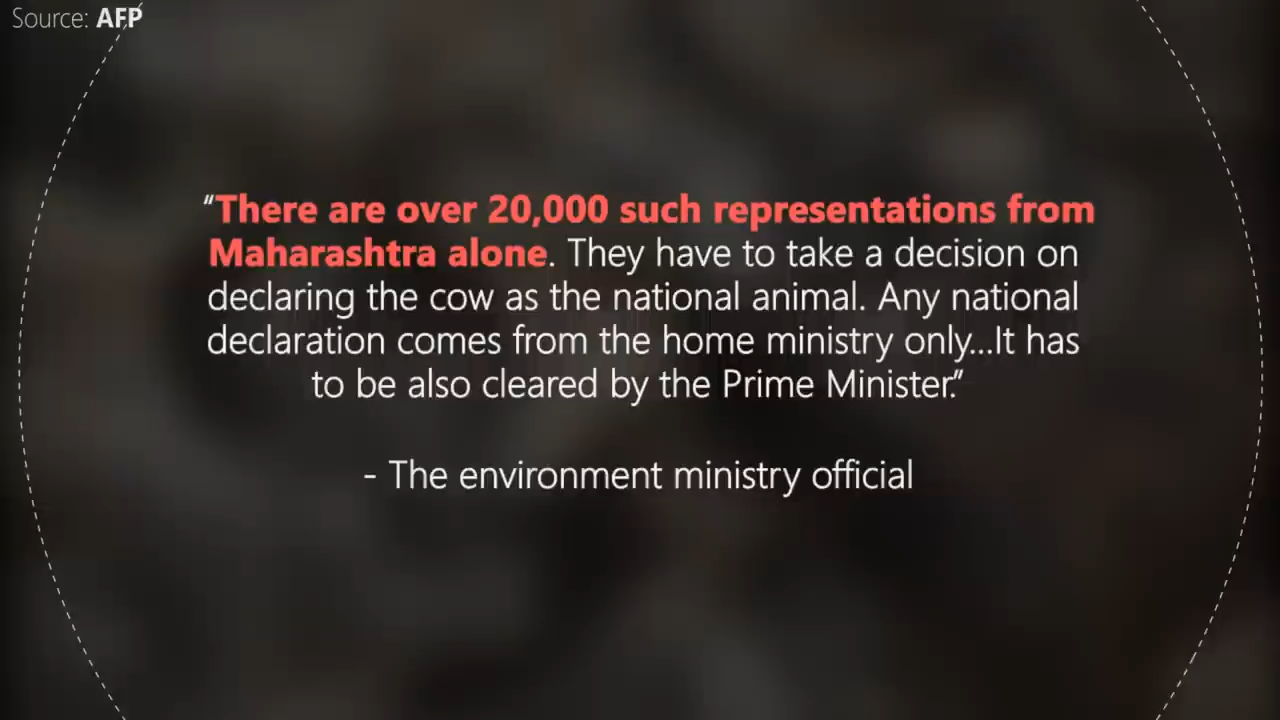 Source: AFP
“There are over 20,000 such representations from
Maharashtra alone. They have to take a decision on
declaring the cow as the national animal. Any national
declaration comes from the home ministry only...It has
to be also cleared by the Prime Minister.”
- The environment ministry official